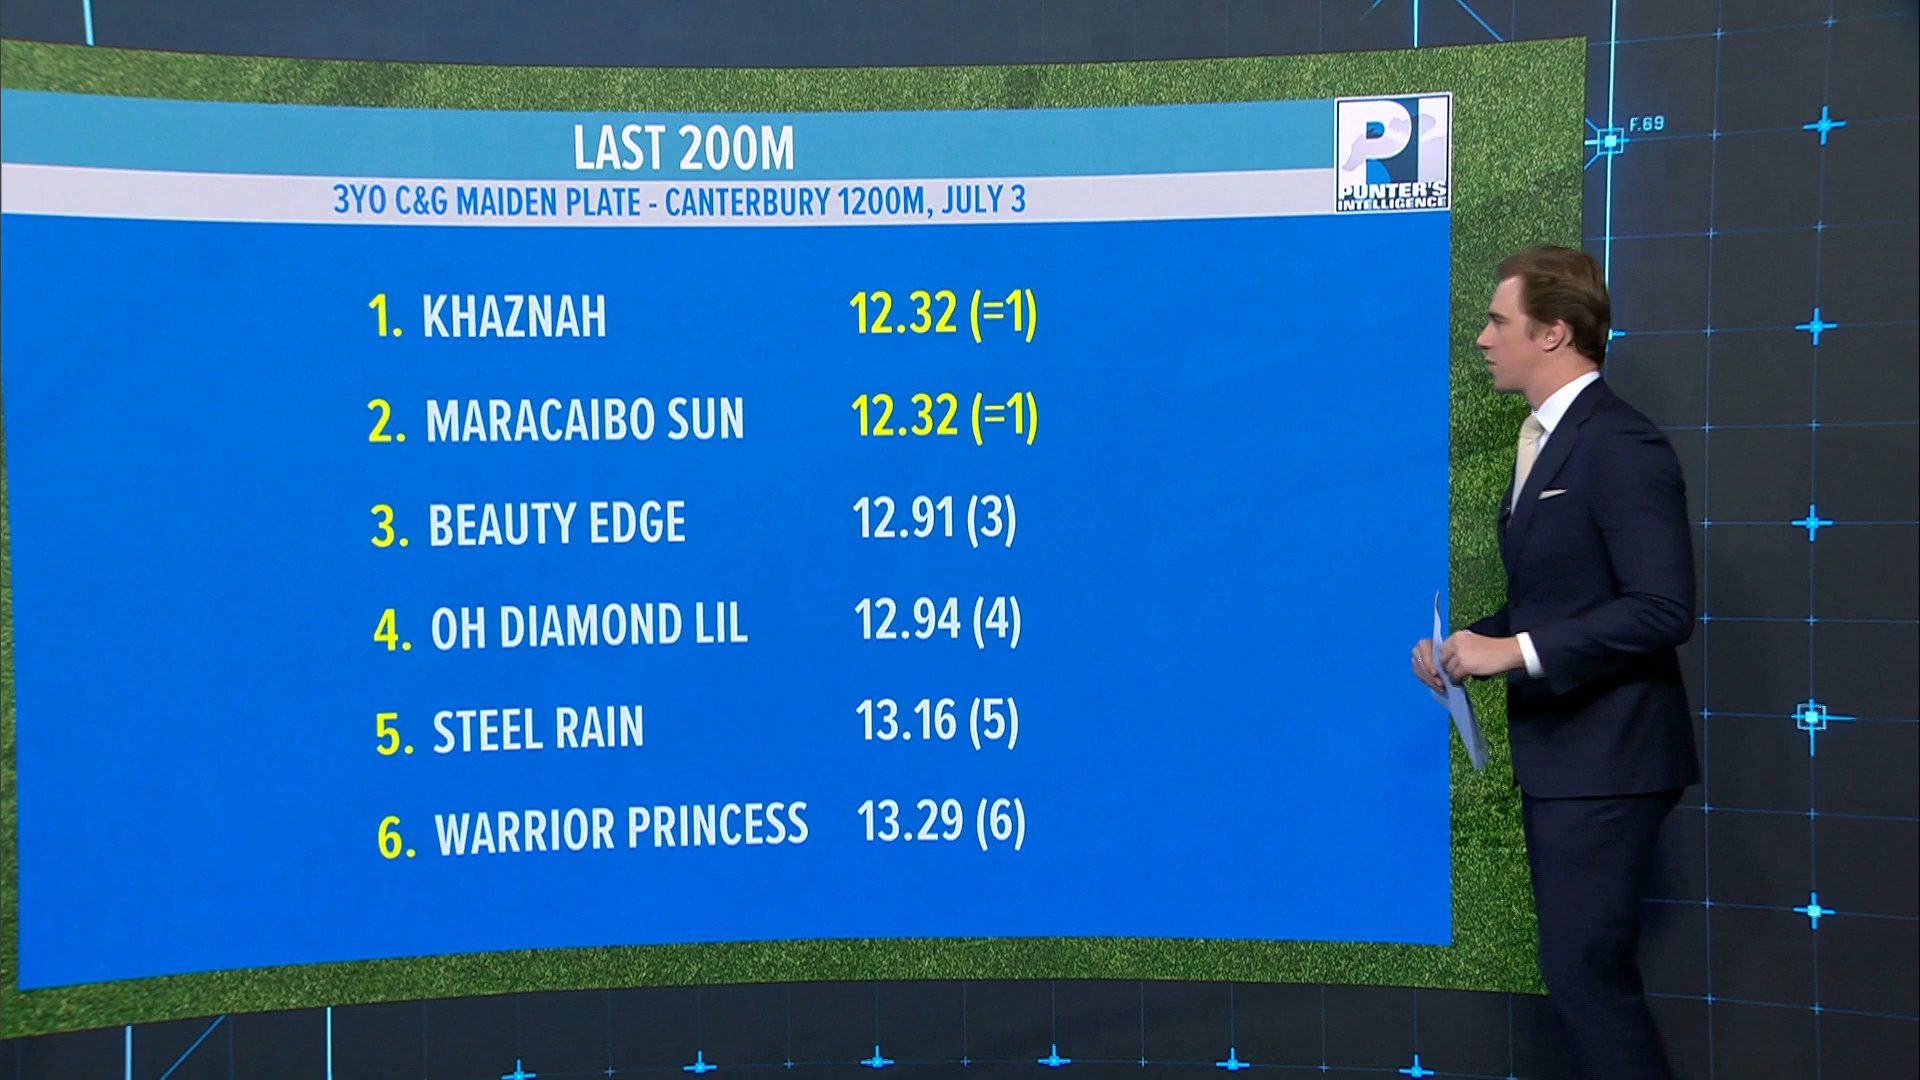 LAST 200M
3YO C&G MAIDEN PLATE - CANTERBURY 1200M, JULY 3
PI
PUNTER'S
INTELLIGENCE
F.69
1. KHAZNAH 12.32 (=1)
2. MARACAIBO SUN 12.32 (=1)
3. BEAUTY EDGE 12.91 (3)
4. OH DIAMOND LIL 12.94 (4)
5. STEEL RAIN 13.16 (5)
6. WARRIOR PRINCESS 13.29 (6)